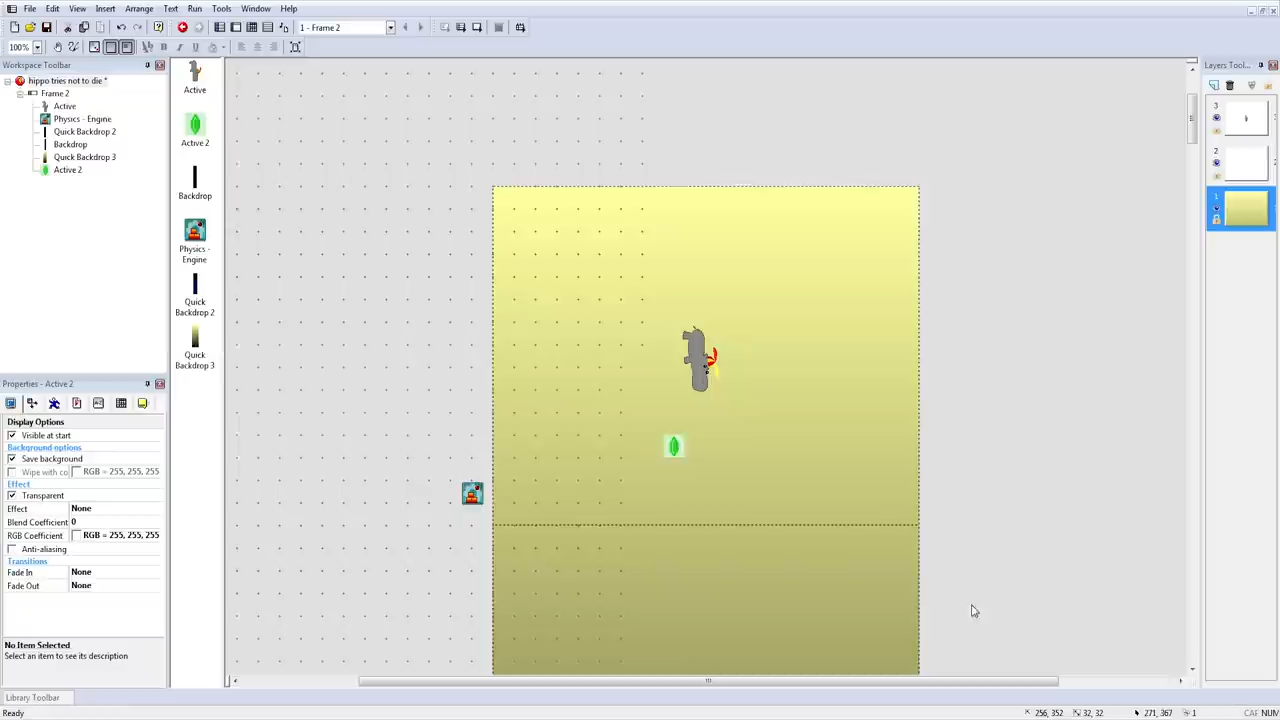 File Edit View Insert Arrange Text Run Tools Window Help
1 - Frame 2
100%
Workspace Toolbar
hippo tries not to die *
Frame 2
Active
Physics - Engine
Quick Backdrop 2
Backdrop
Quick Backdrop 3
Active 2
Active
Active 2
Backdrop
Physics -
Engine
Quick
Backdrop 2
Quick
Backdrop 3
Layers Tool...
3
2
1
Properties - Active 2
Display Options
Visible at start
Background options
Save background
Wipe with co RGB = 255, 255, 255
Effect
Transparent
Effect None
Blend Coefficient 0
RGB Coefficient RGB = 255, 255, 255
Anti-aliasing
Transitions
Fade In None
Fade Out None
No Item Selected
Select an item to see its description
Library Toolbar
Ready
256, 352 32, 32 271, 367 1 CAF NUM